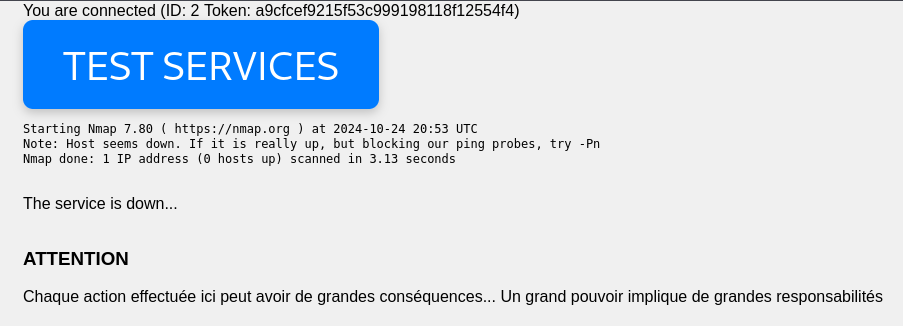 You are connected (ID: 2 Token: a9cfcef9215f53c999198118f12554f4)
TEST SERVICES
Starting Nmap 7.80 ( https://nmap.org ) at 2024-10-24 20:53 UTC
Note: Host seems down. If it is really up, but blocking our ping probes, try -Pn
Nmap done: 1 IP address (0 hosts up) scanned in 3.13 seconds
The service is down...
ATTENTION
Chaque action effectuée ici peut avoir de grandes conséquences... Un grand pouvoir implique de grandes responsabilités